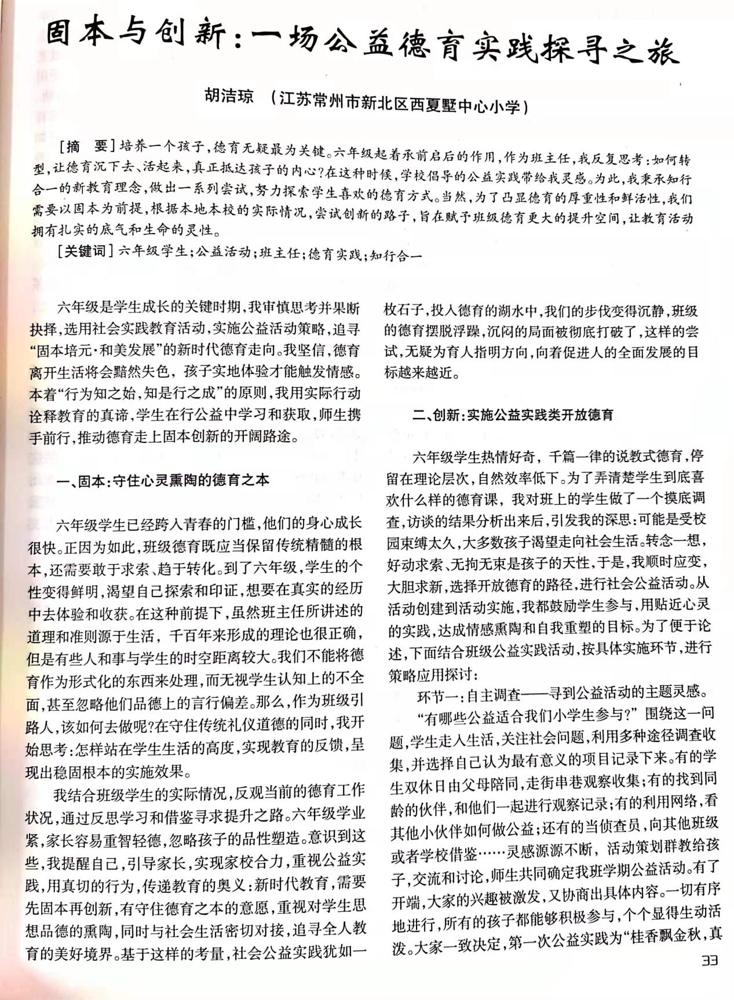 固本与创新:一场公益德育实践探寻之旅
胡洁琼 (江苏常州市新北区西夏墅中心小学)
[摘 要]培养一个孩子,德育无疑最为关键。六年级起着承前启后的作用,作为班主任,我反复思考:如何转
型,让德育沉下去、活起来,真正抵达孩子的内心?在这种时候,学校倡导的公益实践带给我灵感。为此,我秉承知行
合一的新教育理念,做出一系列尝试,努力探索学生喜欢的德育方式。当然,为了凸显德育的厚重性和鲜活性,我们
需要以固本为前提,根据本地本校的实际情况,尝试创新的路子,旨在赋予班级德育更大的提升空间,让教育活动
拥有扎实的底气和生命的灵性。
[关键词]六年级学生;公益活动;班主任;德育实践;知行合一
六年级是学生成长的关键时期,我审慎思考并果断
抉择,选用社会实践教育活动,实施公益活动策略,追寻
“固本培元·和美发展”的新时代德育走向。我坚信,德育
离开生活将会黯然失色,孩子实地体验才能触发情感。
本着“行为知之始,知是行之成”的原则,我用实际行动
诠释教育的真谛,学生在行公益中学习和获取,师生携
手前行,推动德育走上固本创新的开阔路途。
一、固本:守住心灵熏陶的德育之本
六年级学生已经跨入青春的门槛,他们的身心成长
很快。正因为如此,班级德育既应当保留传统精髓的根
本,还需要敢于求索、趋于转化。到了六年级,学生的个
性变得鲜明,渴望自己探索和印证,想要在真实的经历
中去体验和收获。在这种前提下,虽然班主任所讲述的
道理和准则源于生活,千百年来形成的理论也很正确,
但是有些人和事与学生的时空距离较大。我们不能将德
育作为形式化的东西来处理,而无视学生认知上的不全
面,甚至忽略他们品德上的言行偏差。那么,作为班级引
路人,该如何去做呢?在守住传统礼仪道德的同时,我开
始思考:怎样站在学生生活的高度,实现教育的反馈,呈
现出稳固根本的实施效果。
我结合班级学生的实际情况,反观当前的德育工作
状况,通过反思学习和借鉴寻求提升之路。六年级学业
紧,家长容易重智轻德,忽略孩子的品性塑造。意识到这
些,我提醒自己,引导家长,实现家校合力,重视公益实
践,用真切的行为,传递教育的奥义:新时代教育,需要
先固本再创新,有守住德育之本的意愿,重视对学生思
想品德的熏陶,同时与社会生活密切对接,追寻全人教
育的美好境界。基于这样的考量,社会公益实践犹如一
枚石子,投入德育的湖水中,我们的步伐变得沉静,班级
的德育摆脱浮躁,沉闷的局面被彻底打破了,这样的尝
试,无疑为育人指明方向,向着促进人的全面发展的目
标越来越近。
二、创新:实施公益实践类开放德育
六年级学生热情好奇,千篇一律的说教式德育,停
留在理论层次,自然效率低下。为了弄清楚学生到底喜
欢什么样的德育课,我对班上的学生做了一个摸底调
查,访谈的结果分析出来后,引发我的深思:可能是受校
园束缚太久,大多数孩子渴望走向社会生活。转念一想,
好动求索、无拘无束是孩子的天性,于是,我顺时应变,
大胆求新,选择开放德育的路径,进行社会公益活动。从
活动创建到活动实施,我都鼓励学生参与,用贴近心灵
的实践,达成情感熏陶和自我重塑的目标。为了便于论
述,下面结合班级公益实践活动,按具体实施环节,进行
策略应用探讨:
环节一:自主调查——寻到公益活动的主题灵感。
“有哪些公益适合我们小学生参与?”围绕这一问
题,学生走入生活,关注社会问题,利用多种途径调查收
集,并选择自己认为最有意义的项目记录下来。有的学
生双休日由父母陪同,走街串巷观察收集;有的找到同
龄的伙伴,和他们一起进行观察记录;有的利用网络,看
其他小伙伴如何做公益;还有的当侦查员,向其他班级
或者学校借鉴……灵感源源不断,活动策划群教给孩
子,交流和讨论,师生共同确定我班学期公益活动。有了
开端,大家的兴趣被激发,又协商出具体内容。一切有序
地进行,所有的孩子都能够积极参与,个个显得生动活
泼。大家一致决定,第一次公益实践为“桂香飘金秋,真
33